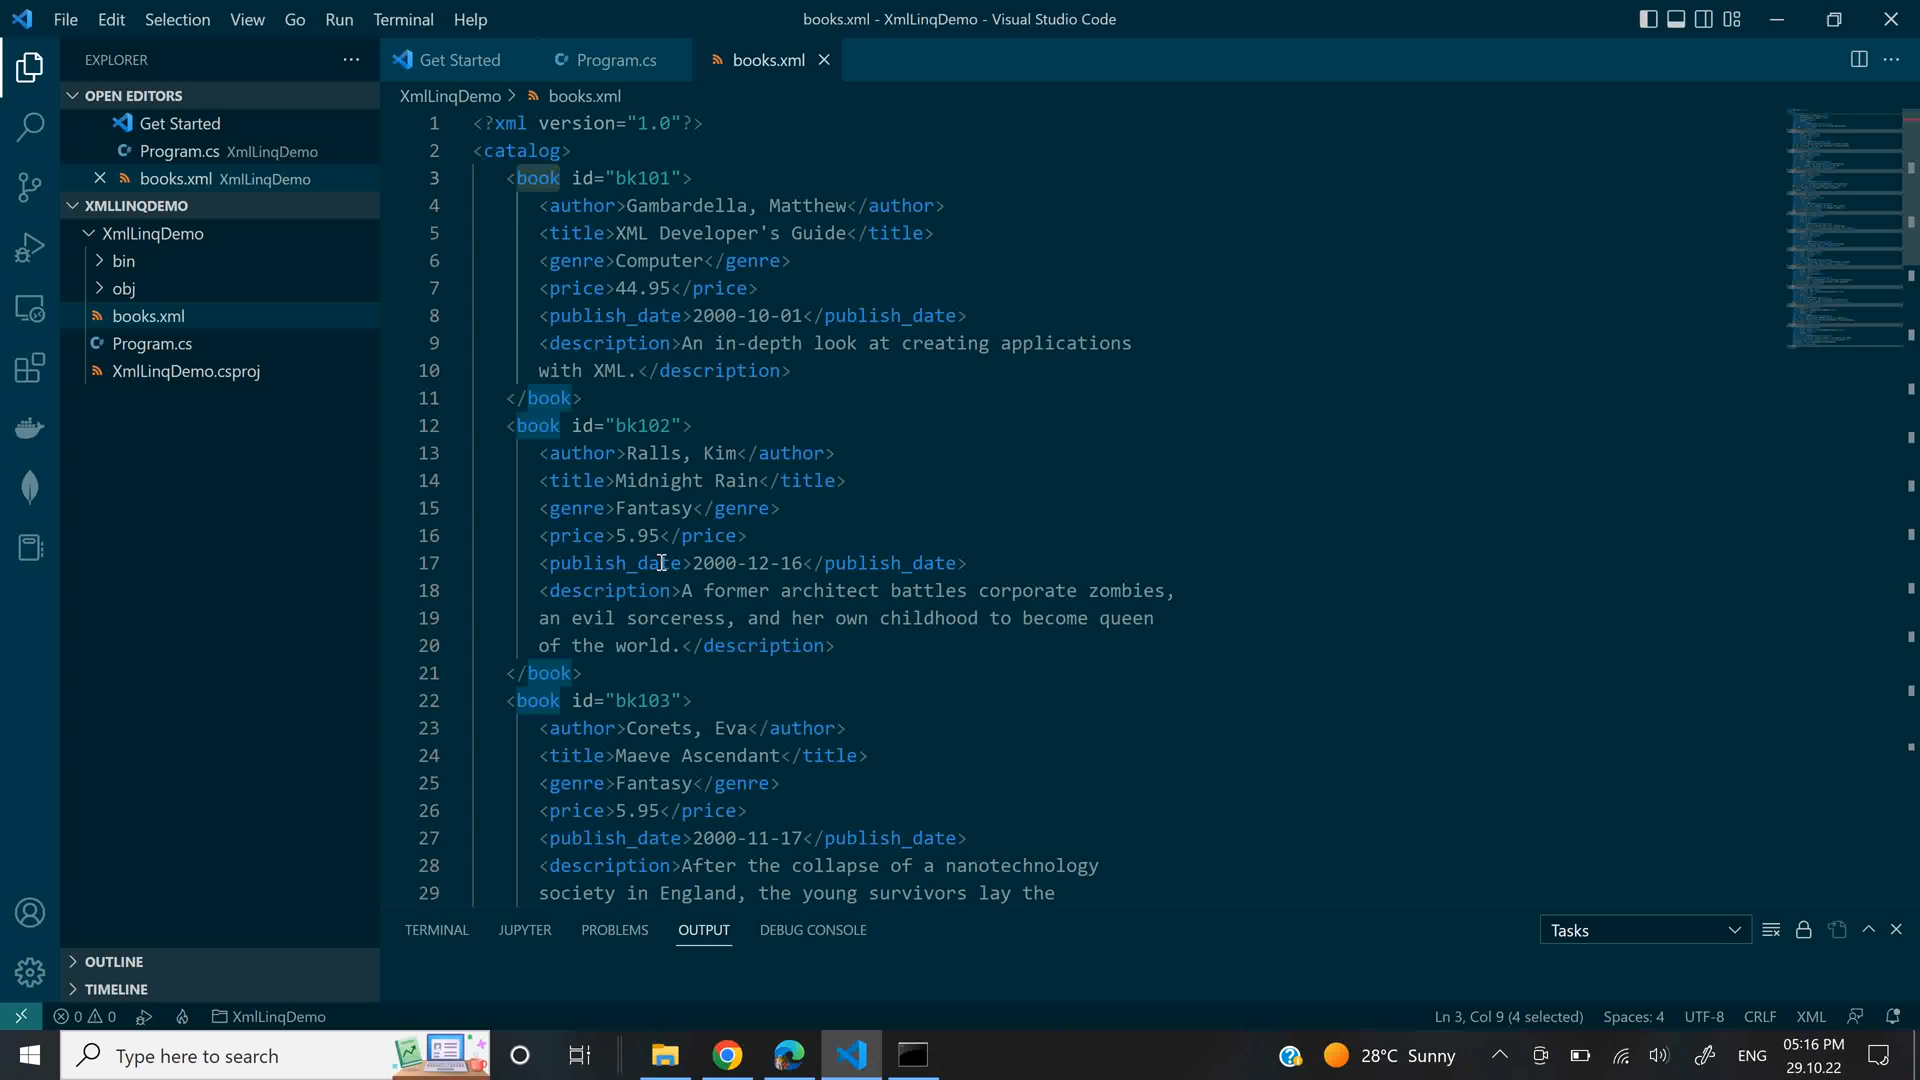 File Edit Selection View Go Run Terminal Help
books.xml - XmlLinqDemo - Visual Studio Code
EXPLORER
OPEN EDITORS
Get Started
Program.cs XmlLinqDemo
books.xml XmlLinqDemo
XMLLINQDEMO
XmlLinqDemo
bin
obj
books.xml
Program.cs
XmlLinqDemo.csproj
OUTLINE
TIMELINE
Get Started Program.cs books.xml
XmlLinqDemo > books.xml
1 <?xml version="1.0"?>
2 <catalog>
3 <book id="bk101">
4 <author>Gambardella, Matthew</author>
5 <title>XML Developer's Guide</title>
6 <genre>Computer</genre>
7 <price>44.95</price>
8 <publish_date>2000-10-01</publish_date>
9 <description>An in-depth look at creating applications
10 with XML.</description>
11 </book>
12 <book id="bk102">
13 <author>Ralls, Kim</author>
14 <title>Midnight Rain</title>
15 <genre>Fantasy</genre>
16 <price>5.95</price>
17 <publish_date>2000-12-16</publish_date>
18 <description>A former architect battles corporate zombies,
19 an evil sorceress, and her own childhood to become queen
20 of the world.</description>
21 </book>
22 <book id="bk103">
23 <author>Corets, Eva</author>
24 <title>Maeve Ascendant</title>
25 <genre>Fantasy</genre>
26 <price>5.95</price>
27 <publish_date>2000-11-17</publish_date>
28 <description>After the collapse of a nanotechnology
29 society in England, the young survivors lay the
TERMINAL JUPYTER PROBLEMS OUTPUT DEBUG CONSOLE
Tasks
0 0 XmlLinqDemo
Ln 3, Col 9 (4 selected) Spaces: 4 UTF-8 CRLF XML
Type here to search
28°C Sunny
ENG
05:16 PM
29.10.22